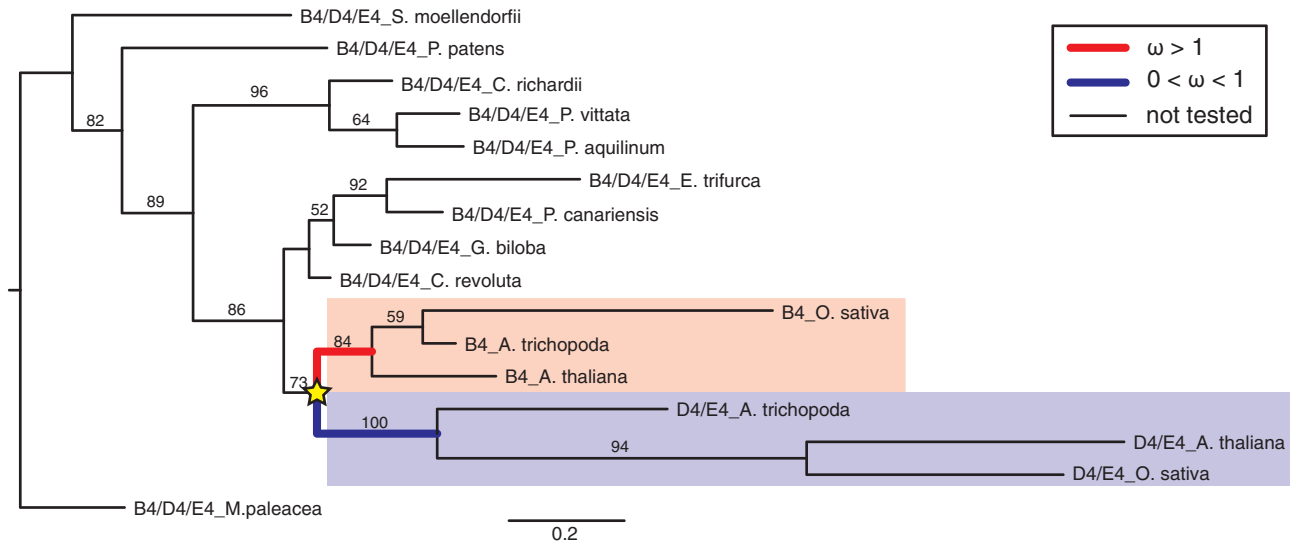 B4/D4/E4_S. moellendorfii
ω > 1
B4/D4/E4_P. patens
0 < ω < 1
B4/D4/E4_C. richardii
96
not tested
B4/D4/E4_P. vittata
82
64
B4/D4/E4_P. aquilinum
B4/D4/E4_E. trifurca
92
89
52
B4/D4/E4_P. canariensis
B4/D4/E4_G. biloba
B4/D4/E4_C. revoluta
86
59
B4_O. sativa
84
B4_A. trichopoda
73
B4_A. thaliana
D4/E4_A. trichopoda
100
94
D4/E4_A. thaliana
D4/E4_O. sativa
B4/D4/E4_M.paleacea
0.2